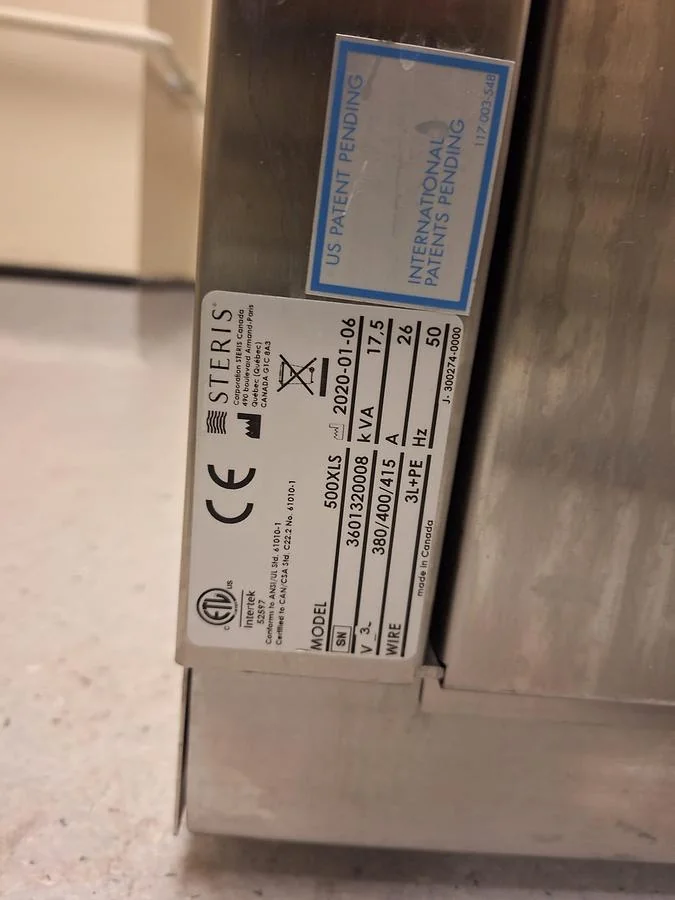 US PATENT PENDING
INTERNATIONAL
PATENTS PENDING
117-003-548
STERIS®
Corporation STERIS Canada
490 boulevard Armand-Paris
Québec (Québec)
CANADA G1C 8A3
CE
ETL
C US
Intertek
52597
Conforms to ANSI/UL Std. 61010-1
Certified to CAN/CSA Std. C22.2 No. 61010-1
MODEL 500XLS 2020-01-06
SN 3601320008 kVA 17,5
V 3~ 380/400/415 A 26
WIRE 3L+PE Hz 50
made in Canada J- 300274-0000